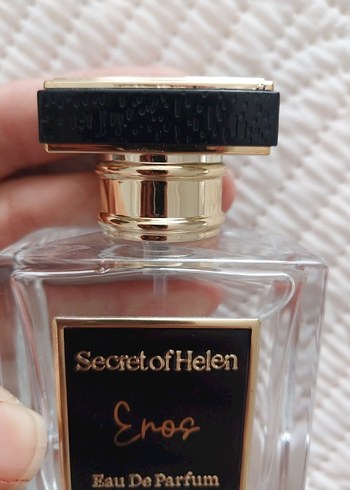 Secret of Helen
Eros
Eau De Parfum